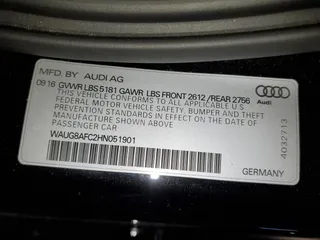 MFD. BY AUDI AG
09 16 GVWR LBS 5181 GAWR LBS FRONT 2612 / REAR 2756
THIS VEHICLE CONFORMS TO ALL APPLICABLE U.S.
FEDERAL MOTOR VEHICLE SAFETY, BUMPER AND THEFT
PREVENTION STANDARDS IN EFFECT ON THE DATE OF
MANUFACTURE SHOWN ABOVE
PASSENGER CAR
WAUG8AFC2HN051901
GERMANY
Audi
4032713